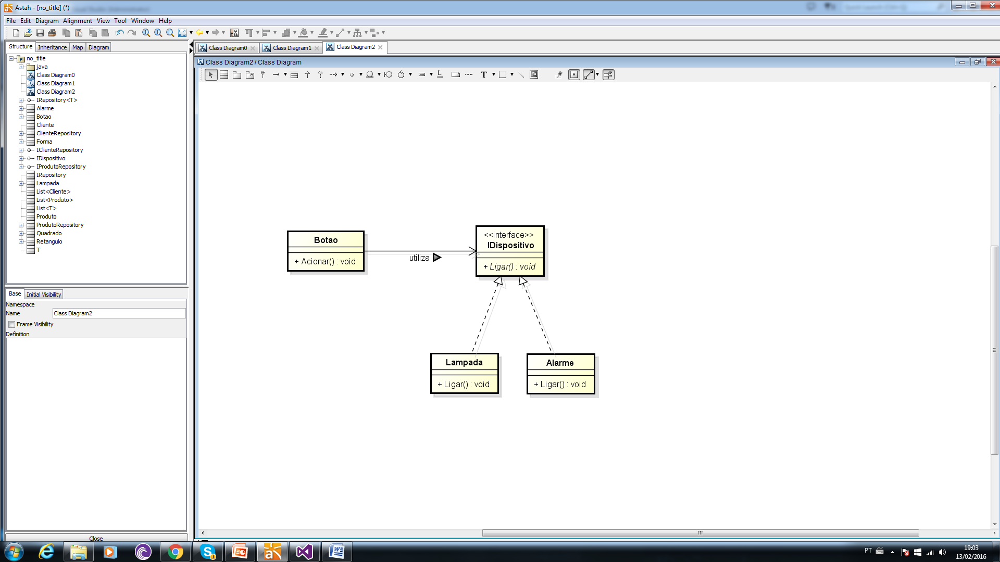 Astah - [no_title] (*)
File Edit Diagram Alignment View Tool Window Help
Structure Inheritance Map Diagram
no_title
java
Class Diagram0
Class Diagram1
Class Diagram2
IRepository<T>
Alarme
Botao
Cliente
ClienteRepository
Forma
IClienteRepository
IDispositivo
IProdutoRepository
IRepository
Lampada
List<Cliente>
List<Produto>
List<T>
Produto
ProdutoRepository
Quadrado
Retangulo
T
Base Initial Visibility
Namespace
Name Class Diagram2
Frame Visibility
Definition
Close
Class Diagram0 Class Diagram1 Class Diagram2
Class Diagram2 / Class Diagram
Botao
+ Acionar() : void
utiliza
<<interface>>
IDispositivo
+ Ligar() : void
Lampada
+ Ligar() : void
Alarme
+ Ligar() : void
PT
19:03
13/02/2016